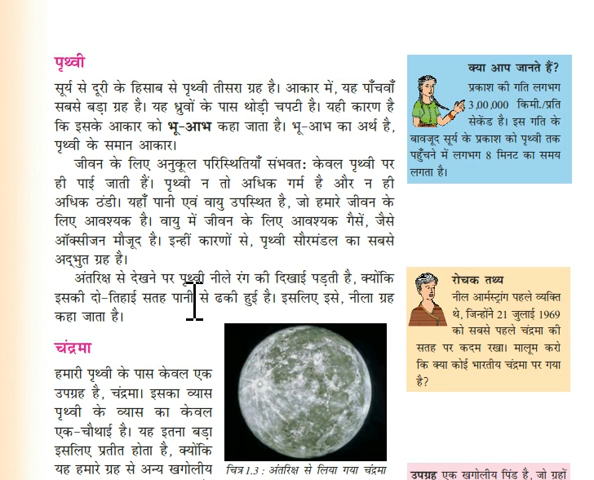 पृथ्वी
सूर्य से दूरी के हिसाब से पृथ्वी तीसरा ग्रह है। आकार में, यह पाँचवाँ
सबसे बड़ा ग्रह है। यह ध्रुवों के पास थोड़ी चपटी है। यही कारण है
कि इसके आकार को भू-आभ कहा जाता है। भू-आभ का अर्थ है,
पृथ्वी के समान आकार।
जीवन के लिए अनुकूल परिस्थितियाँ संभवत: केवल पृथ्वी पर
ही पाई जाती हैं। पृथ्वी न तो अधिक गर्म है और न ही
अधिक ठंडी। यहाँ पानी एवं वायु उपस्थित है, जो हमारे जीवन के
लिए आवश्यक है। वायु में जीवन के लिए आवश्यक गैसें, जैसे
ऑक्सीजन मौजूद है। इन्हीं कारणों से, पृथ्वी सौरमंडल का सबसे
अद्भुत ग्रह है।
अंतरिक्ष से देखने पर पृथ्वी नीले रंग की दिखाई पड़ती है, क्योंकि
इसकी दो-तिहाई सतह पानी से ढकी हुई है। इसलिए इसे, नीला ग्रह
कहा जाता है।
चंद्रमा
हमारी पृथ्वी के पास केवल एक
उपग्रह है, चंद्रमा। इसका व्यास
पृथ्वी के व्यास का केवल
एक-चौथाई है। यह इतना बड़ा
इसलिए प्रतीत होता है, क्योंकि
यह हमारे ग्रह से अन्य खगोलीय
चित्र 1.3 : अंतरिक्ष से लिया गया चंद्रमा
क्या आप जानते हैं?
प्रकाश की गति लगभग
3,00,000 किमी./प्रति
सेकेंड है। इस गति के
बावजूद सूर्य के प्रकाश को पृथ्वी तक
पहुँचने में लगभग 8 मिनट का समय
लगता है।
रोचक तथ्य
नील आर्मस्ट्रांग पहले व्यक्ति
थे, जिन्होंने 21 जुलाई 1969
को सबसे पहले चंद्रमा की
सतह पर कदम रखा। मालूम करो
कि क्या कोई भारतीय चंद्रमा पर गया
है?
उपग्रह एक खगोलीय पिंड है, जो ग्रहों